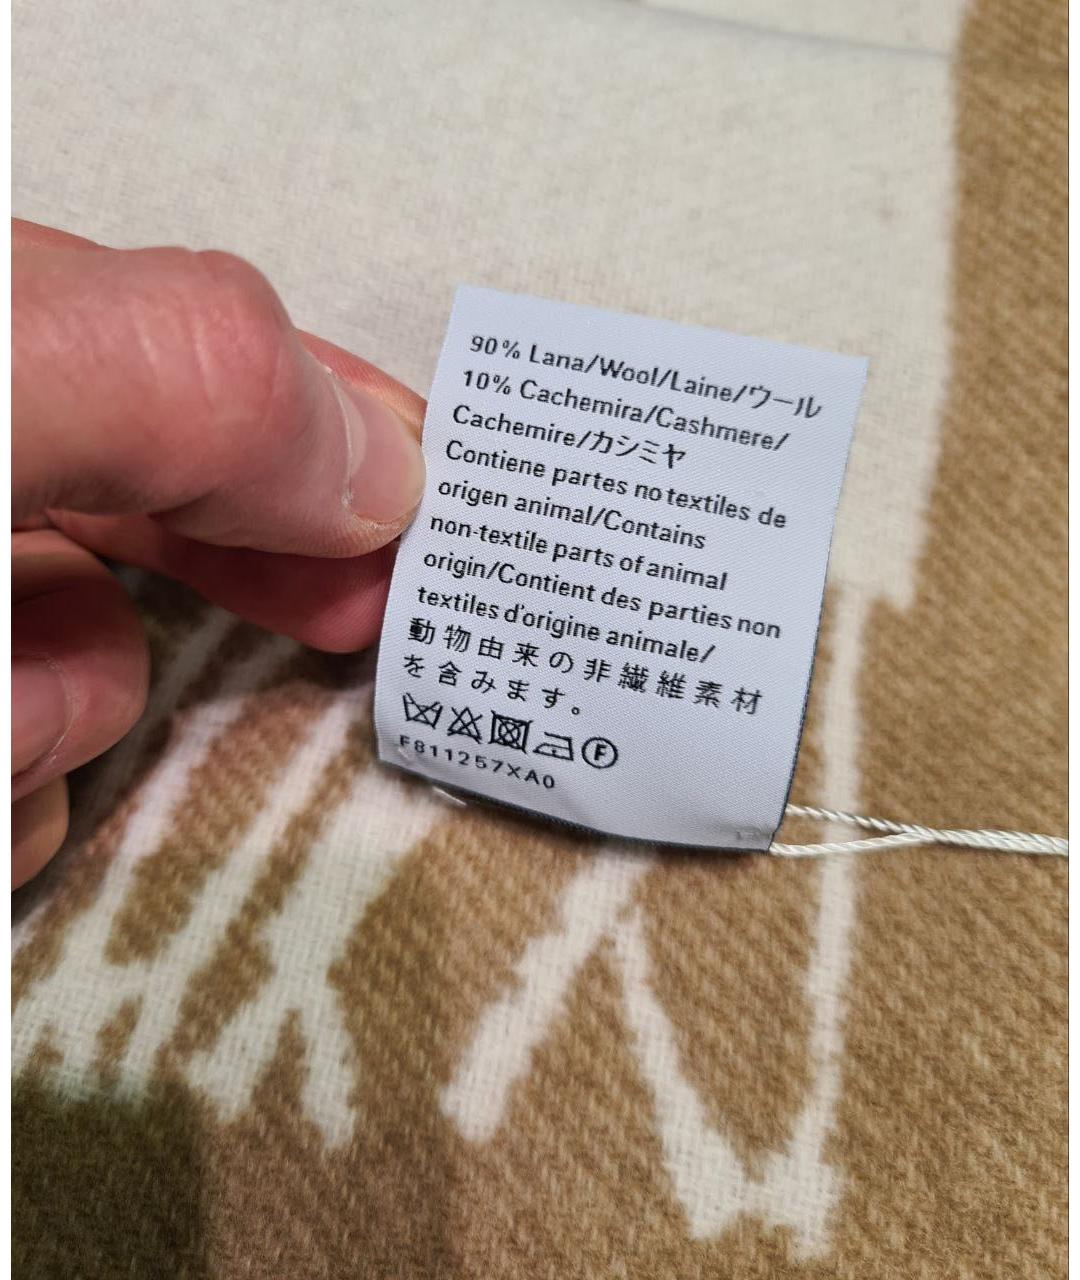 90% Lana/Wool/Laine/ウール
10% Cachemira/Cashmere/
Cachemire/カシミヤ
Contiene partes no textiles de
origen animal/Contains
non-textile parts of animal
origin/Contient des parties non
textiles d'origine animale/
動物由来の非繊維素材
を含みます。
F
F811257XA0